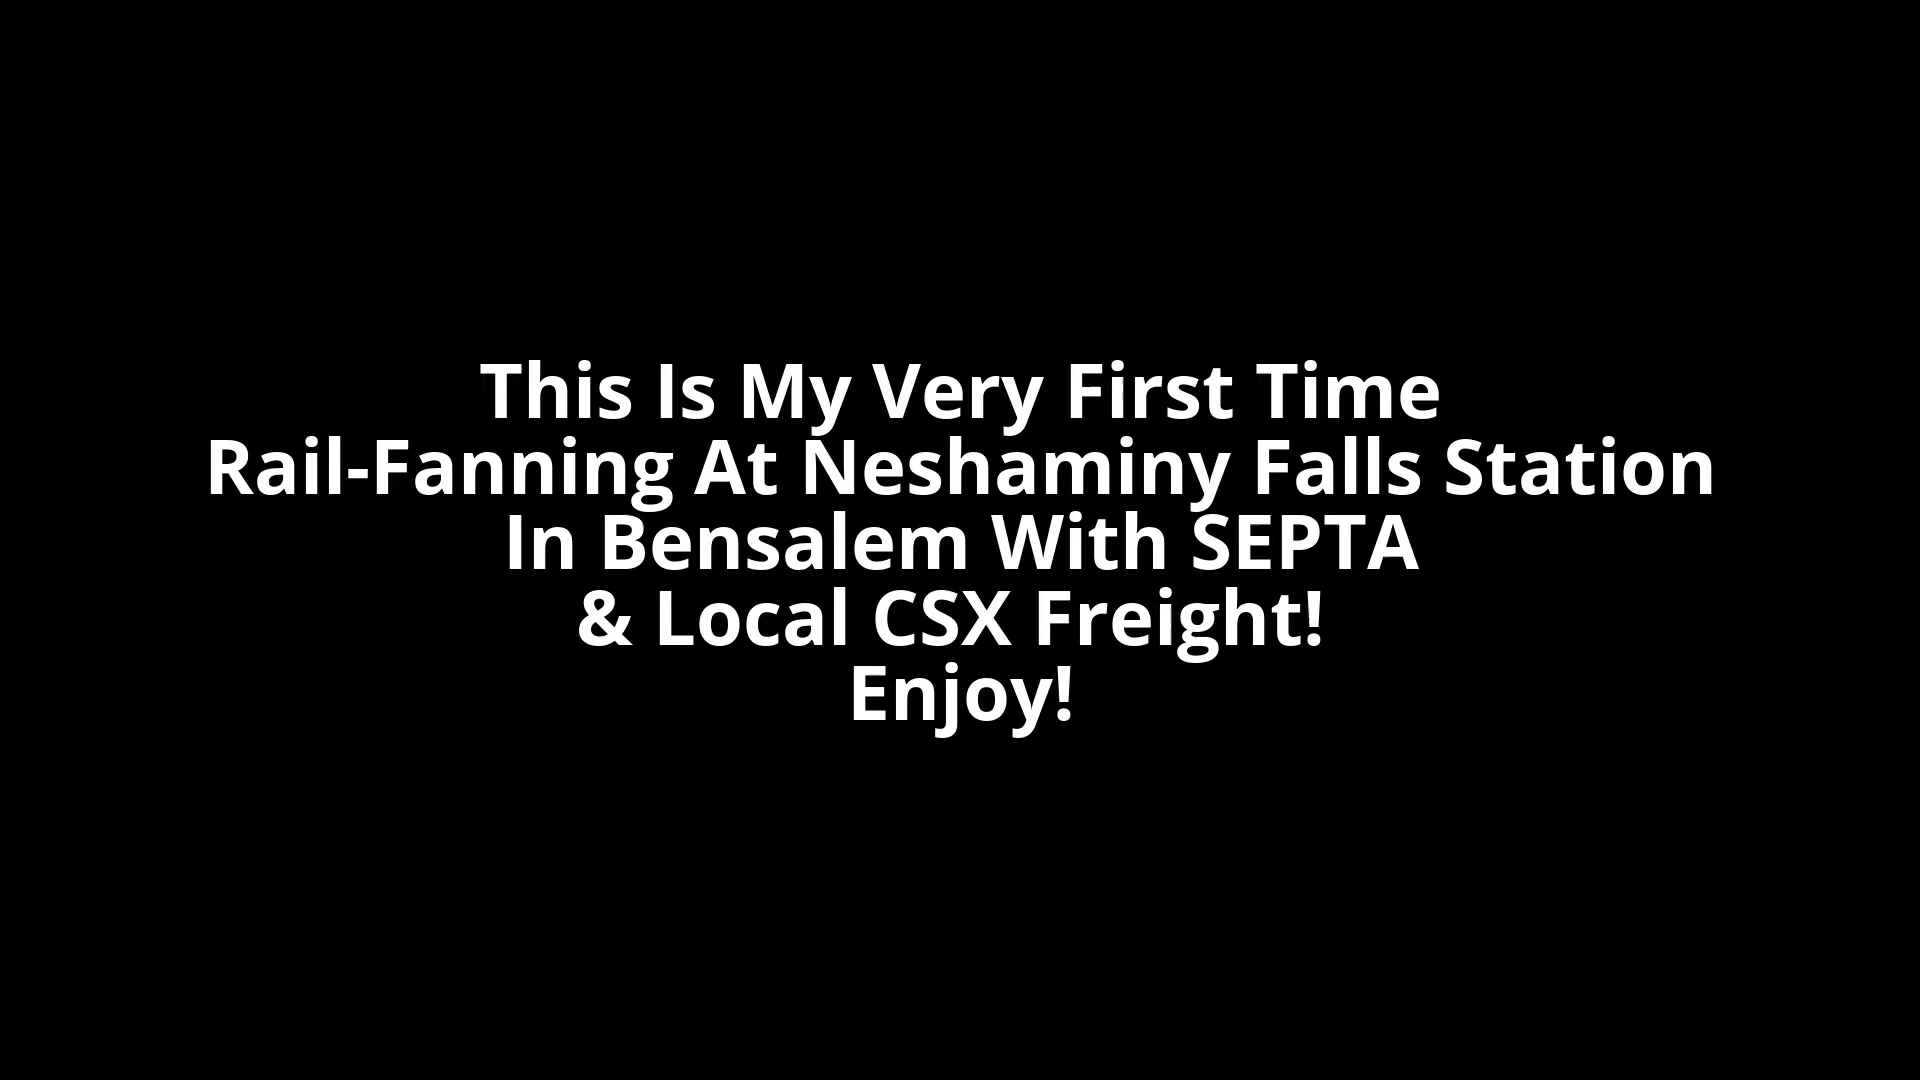 This Is My Very First Time
Rail-Fanning At Neshaminy Falls Station
In Bensalem With SEPTA
& Local CSX Freight!
Enjoy!